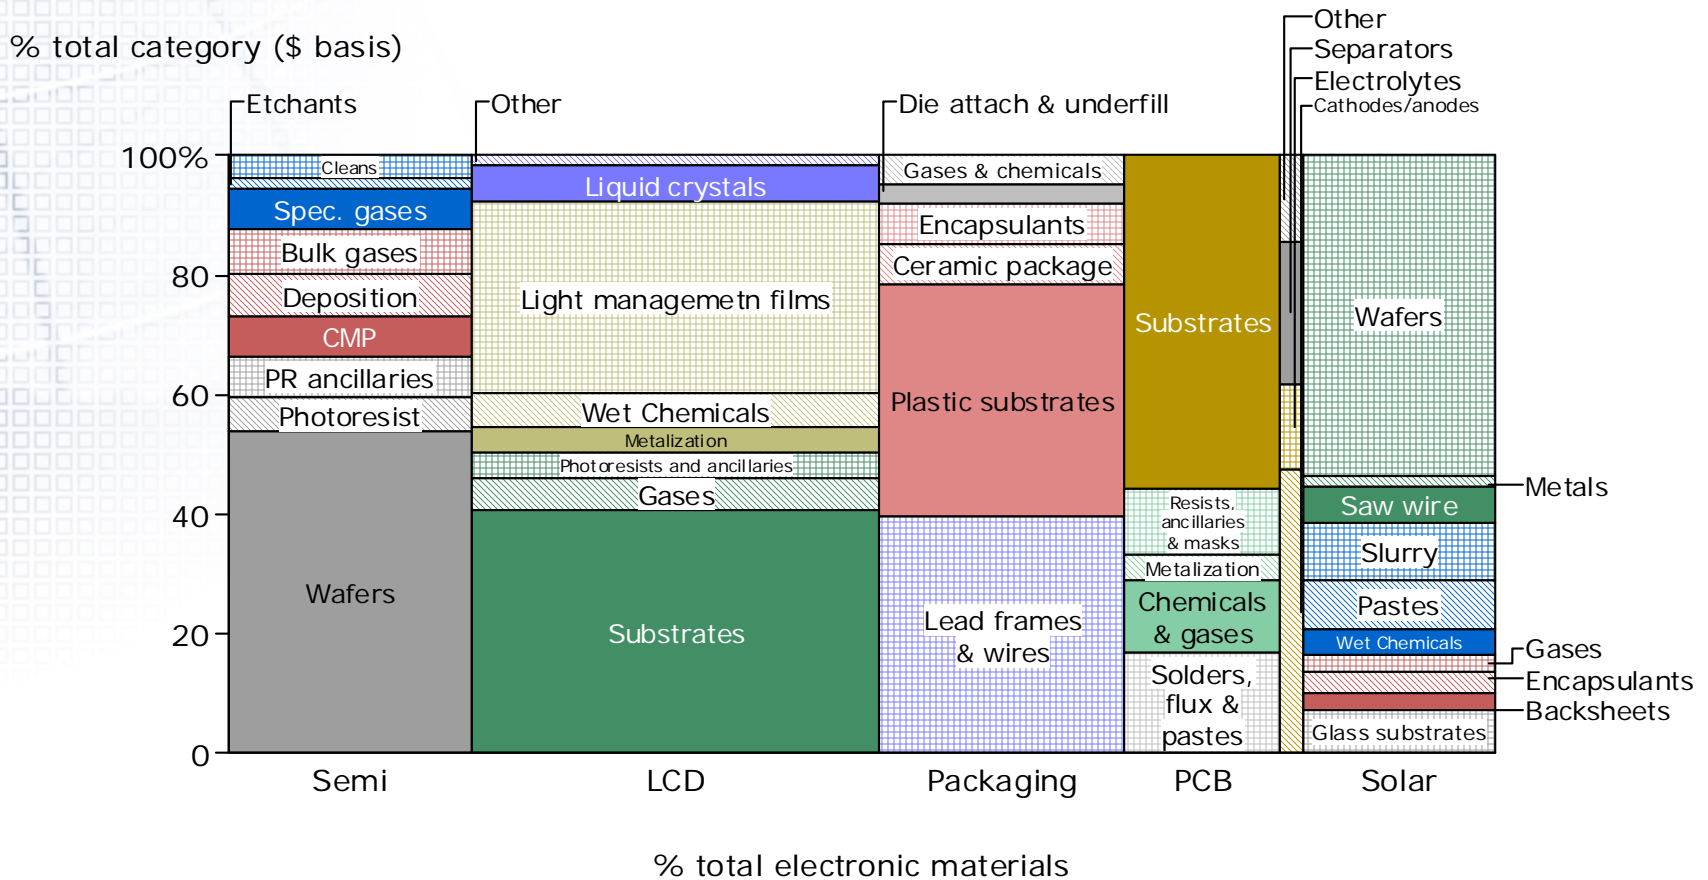 % total category ($ basis)
Other
Separators
Electrolytes
Cathodes/anodes
Etchants
Other
Die attach & underfill
100%
80
60
40
20
0
Cleans
Spec. gases
Bulk gases
Deposition
CMP
PR ancillaries
Photoresist
Wafers
Liquid crystals
Light managemetn films
Wet Chemicals
Metalization
Photoresists and ancillaries
Gases
Substrates
Gases & chemicals
Encapsulants
Ceramic package
Plastic substrates
Lead frames
& wires
Substrates
Resists,
ancillaries
& masks
Metalization
Chemicals
& gases
Solders,
flux &
pastes
Wafers
Saw wire
Slurry
Pastes
Wet Chemicals
Glass substrates
Metals
Gases
Encapsulants
Backsheets
Semi
LCD
Packaging
PCB
Solar
% total electronic materials